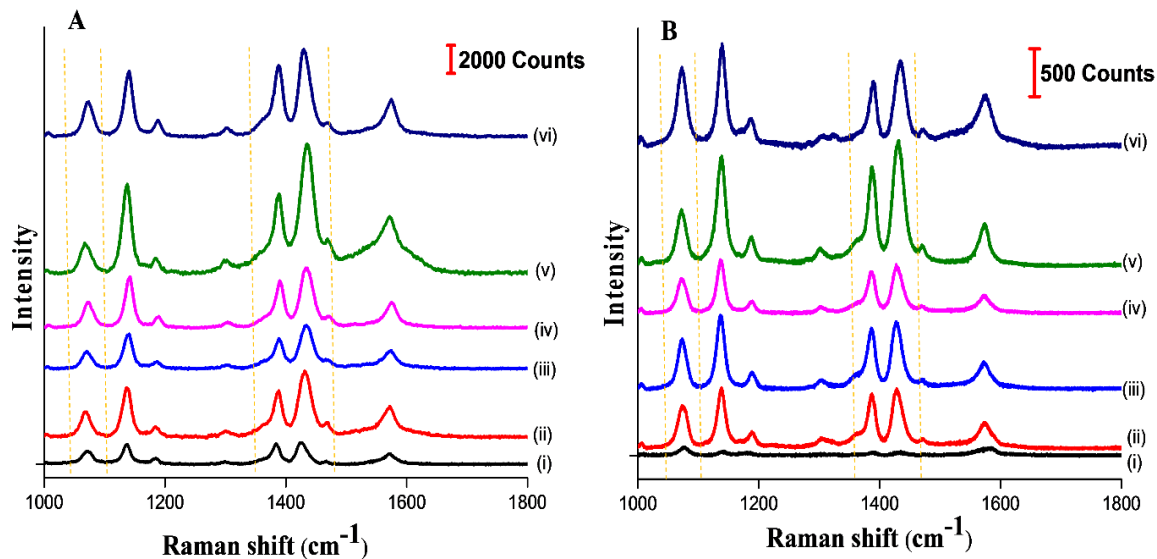 A
2000 Counts
(vi)
(v)
(iv)
(iii)
(ii)
(i)
Intensity
1000 1200 1400 1600 1800
Raman shift (cm-1)
B
500 Counts
(vi)
(v)
(iv)
(iii)
(ii)
(i)
Intensity
1000 1200 1400 1600 1800
Raman shift (cm-1)